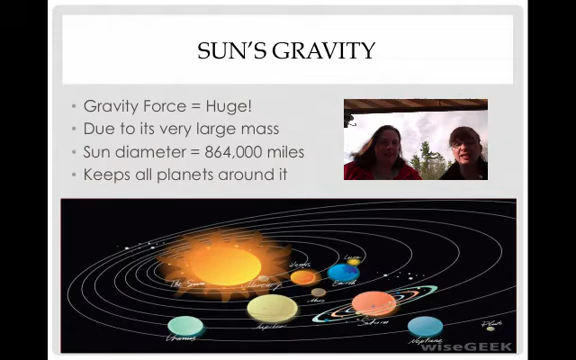 SUN'S GRAVITY
• Gravity Force = Huge!
• Due to its very large mass
• Sun diameter = 864,000 miles
• Keeps all planets around it
The Sun
Mercury
Venus
Luna
Earth
Mars
Jupiter
Saturn
Uranus
Neptune
Pluto
wiseGEEK